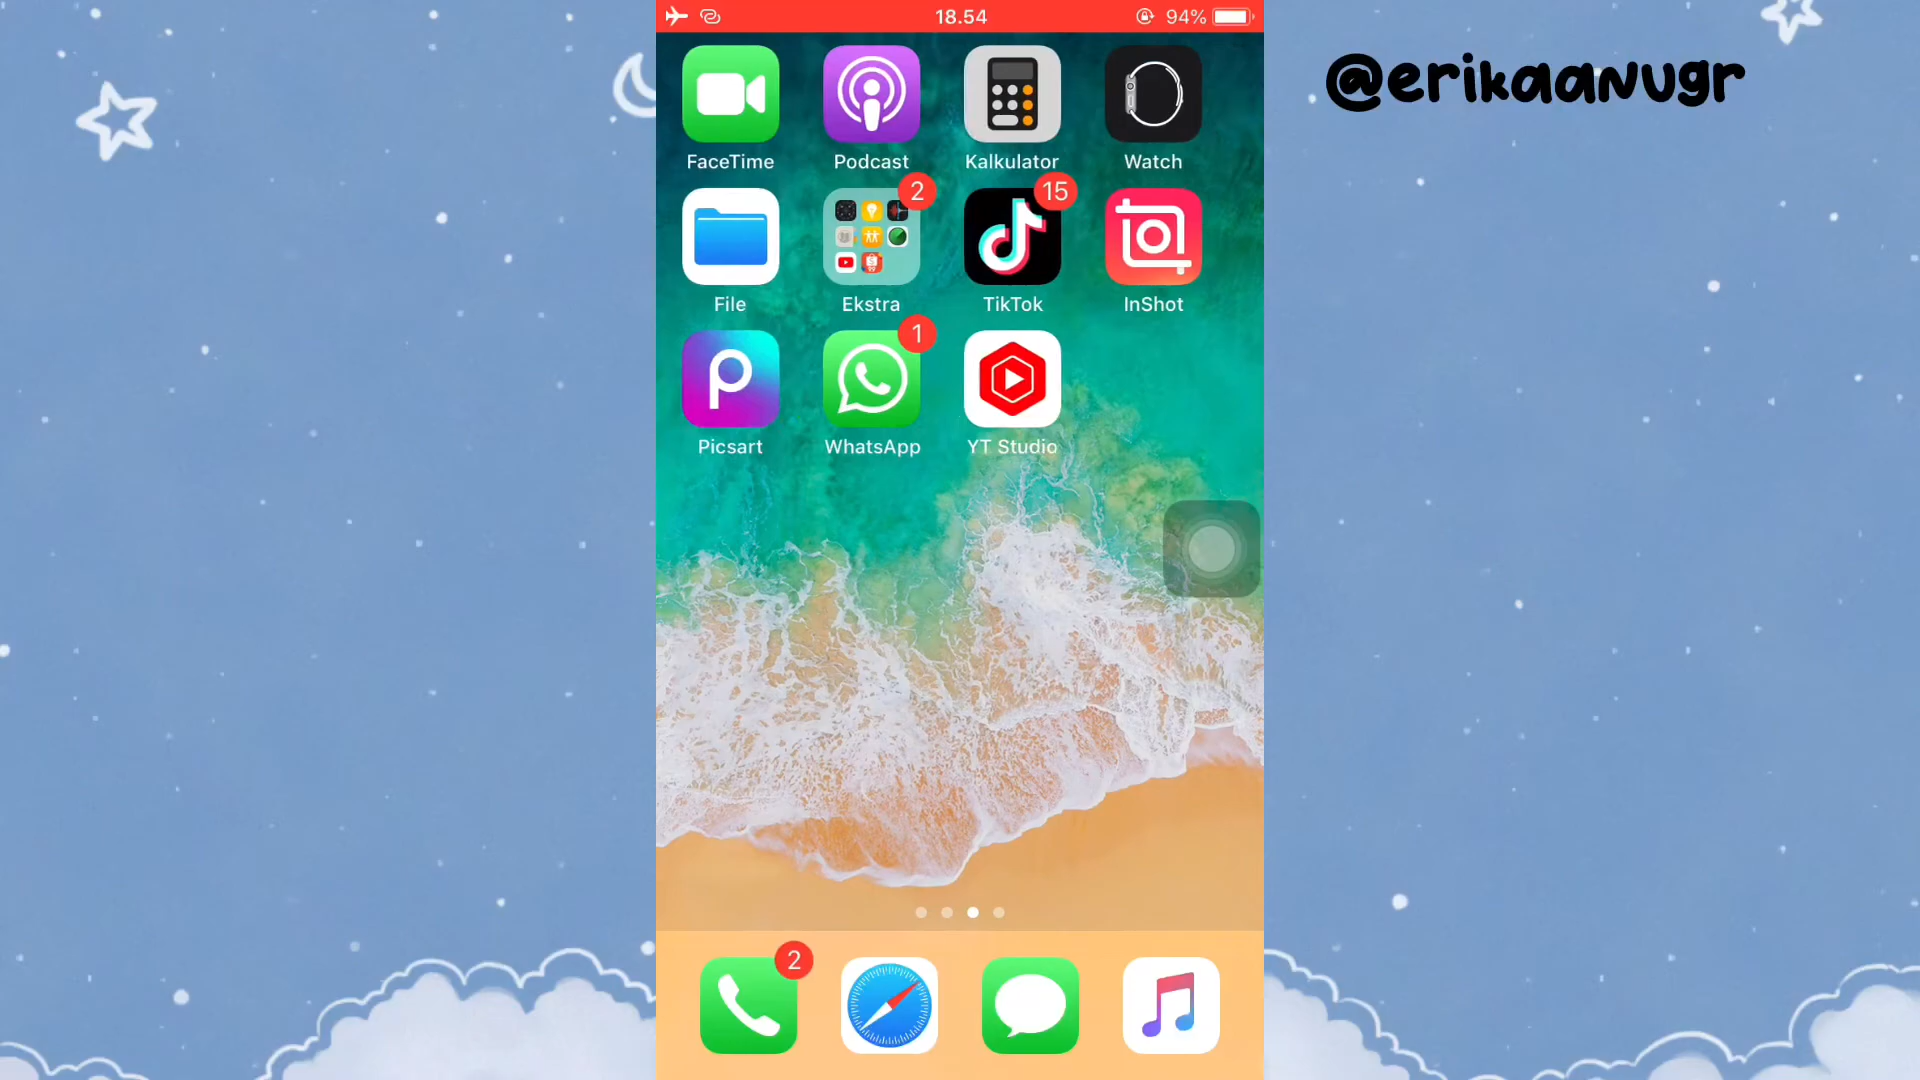 18.54
94%
@erikaanugr
FaceTime
Podcast
Kalkulator
Watch
2
15
File
Ekstra
TikTok
InShot
1
Picsart
WhatsApp
YT Studio
2